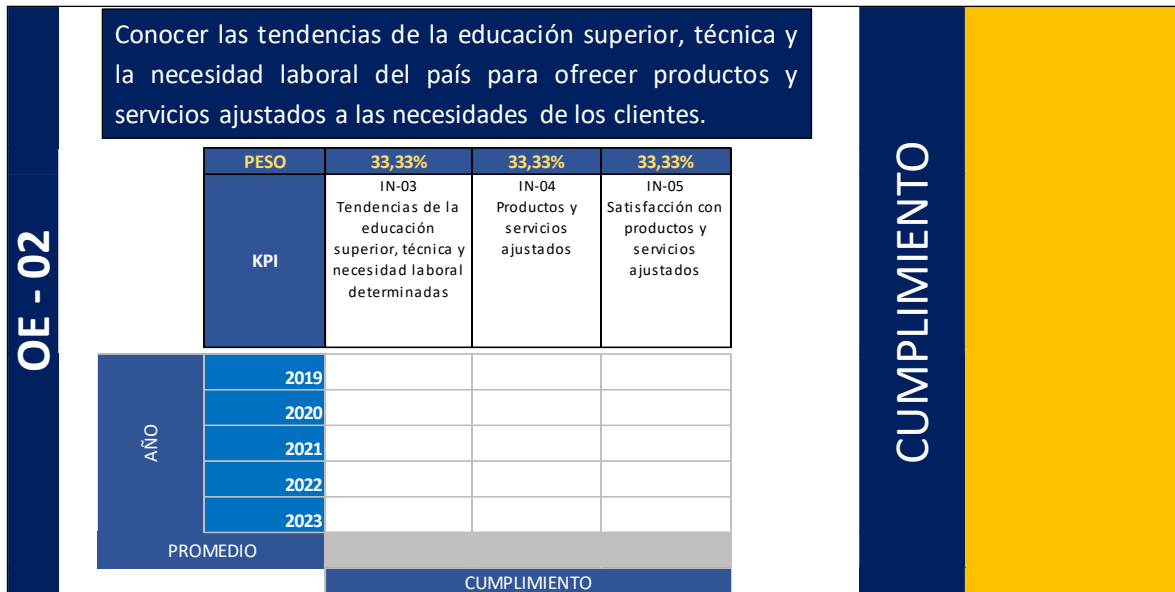 Conocer las tendencias de la educación superior, técnica y
la necesidad laboral del país para ofrecer productos y
servicios ajustados a las necesidades de los clientes.
OE - 02
PESO 33,33% 33,33% 33,33%
KPI
IN-03
Tendencias de la
educación
superior, técnica y
necesidad laboral
determinadas
IN-04
Productos y
servicios
ajustados
IN-05
Satisfacción con
productos y
servicios
ajustados
AÑO
2019
2020
2021
2022
2023
PROMEDIO
CUMPLIMIENTO
CUMPLIMIENTO